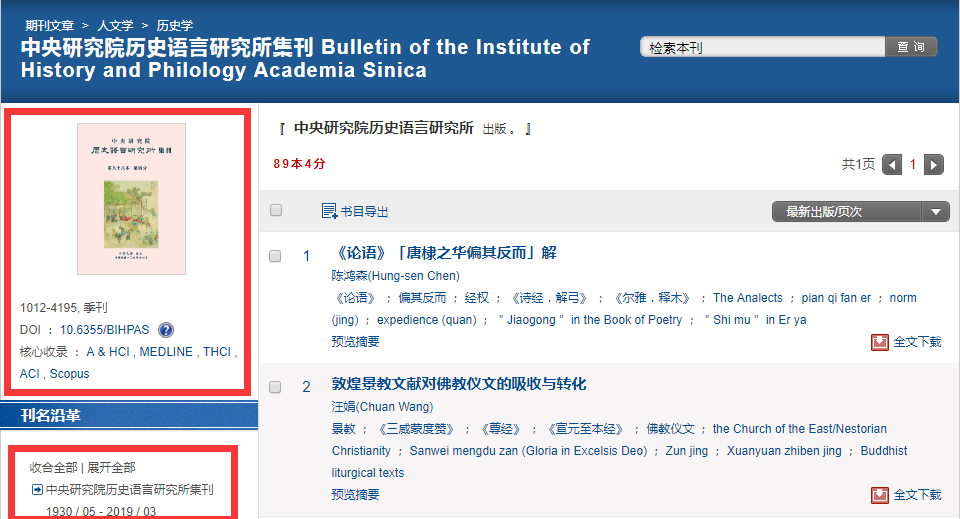 期刊文章 > 人文学 > 历史学
中央研究院历史语言研究所集刊 Bulletin of the Institute of
History and Philology Academia Sinica
检索本刊
查 询
中央研究院
歷史語言研究所集刊
第八十九本 第四分
1012-4195, 季刊
DOI ： 10.6355/BIHPAS ?
核心收录 ： A & HCI , MEDLINE , THCI ,
ACI , Scopus
刊名沿革
收合全部 | 展开全部
中央研究院历史语言研究所集刊
1930 / 05 - 2019 / 03
『 中央研究院历史语言研究所 出版 。 』
89本4分
共1页 1
书目导出
最新出版/页次
1 《论语》「唐棣之华偏其反而」解
陈鸿森(Hung-sen Chen)
《论语》 ； 偏其反而 ； 经权 ； 《诗经．解弓》 ； 《尔雅．释木》 ； The Analects ； pian qi fan er ； norm
(jing) ； expedience (quan) ； ＂Jiaogong＂ in the Book of Poetry ； ＂Shi mu＂ in Er ya
预览摘要
全文下载
2 敦煌景教文献对佛教仪文的吸收与转化
汪娟(Chuan Wang)
景教 ； 《三威蒙度赞》 ； 《尊经》 ； 《宣元至本经》 ； 佛教仪文 ； the Church of the East/Nestorian
Christianity ； Sanwei mengdu zan (Gloria in Excelsis Deo) ； Zun jing ； Xuanyuan zhiben jing ； Buddhist
liturgical texts
预览摘要
全文下载